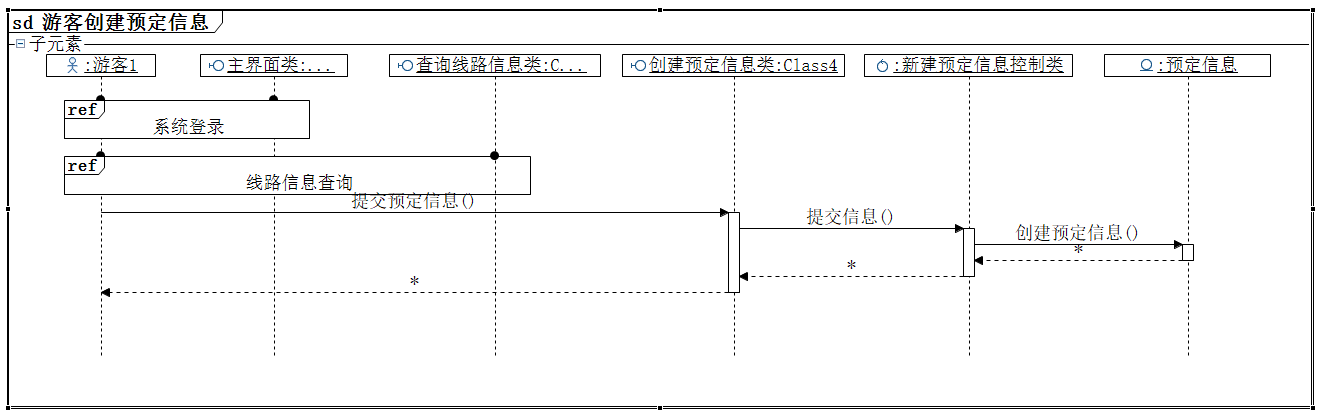 sd 游客创建预定信息
子元素
:游客1
主界面类:...
查询线路信息类:C...
创建预定信息类:Class4
:新建预定信息控制类
:预定信息
ref
系统登录
ref
线路信息查询
提交预定信息()
提交信息()
创建预定信息()
*
*
*